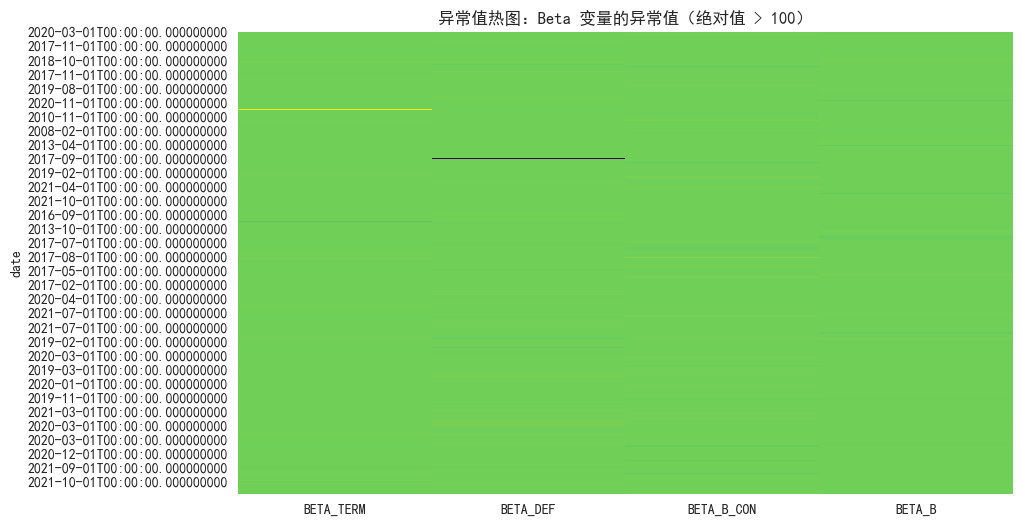 异常值热图：Beta 变量的异常值（绝对值 > 100）
2020-03-01T00:00:00.000000000
2017-11-01T00:00:00.000000000
2018-10-01T00:00:00.000000000
2017-11-01T00:00:00.000000000
2019-08-01T00:00:00.000000000
2020-11-01T00:00:00.000000000
2010-11-01T00:00:00.000000000
2008-02-01T00:00:00.000000000
2013-04-01T00:00:00.000000000
2017-09-01T00:00:00.000000000
2019-02-01T00:00:00.000000000
2021-04-01T00:00:00.000000000
2021-10-01T00:00:00.000000000
2016-09-01T00:00:00.000000000
2013-10-01T00:00:00.000000000
2017-07-01T00:00:00.000000000
2017-08-01T00:00:00.000000000
2017-05-01T00:00:00.000000000
2017-02-01T00:00:00.000000000
2020-04-01T00:00:00.000000000
2021-07-01T00:00:00.000000000
2021-07-01T00:00:00.000000000
2019-02-01T00:00:00.000000000
2020-03-01T00:00:00.000000000
2019-03-01T00:00:00.000000000
2020-01-01T00:00:00.000000000
2019-11-01T00:00:00.000000000
2021-03-01T00:00:00.000000000
2020-03-01T00:00:00.000000000
2020-03-01T00:00:00.000000000
2020-12-01T00:00:00.000000000
2021-09-01T00:00:00.000000000
2021-10-01T00:00:00.000000000
date
BETA_TERM
BETA_DEF
BETA_B_CON
BETA_B